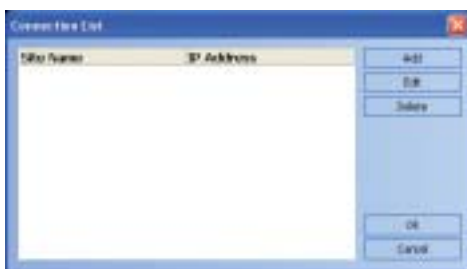 Connection List
Site Name IP Address
Add
Edit
Delete
OK
Cancel